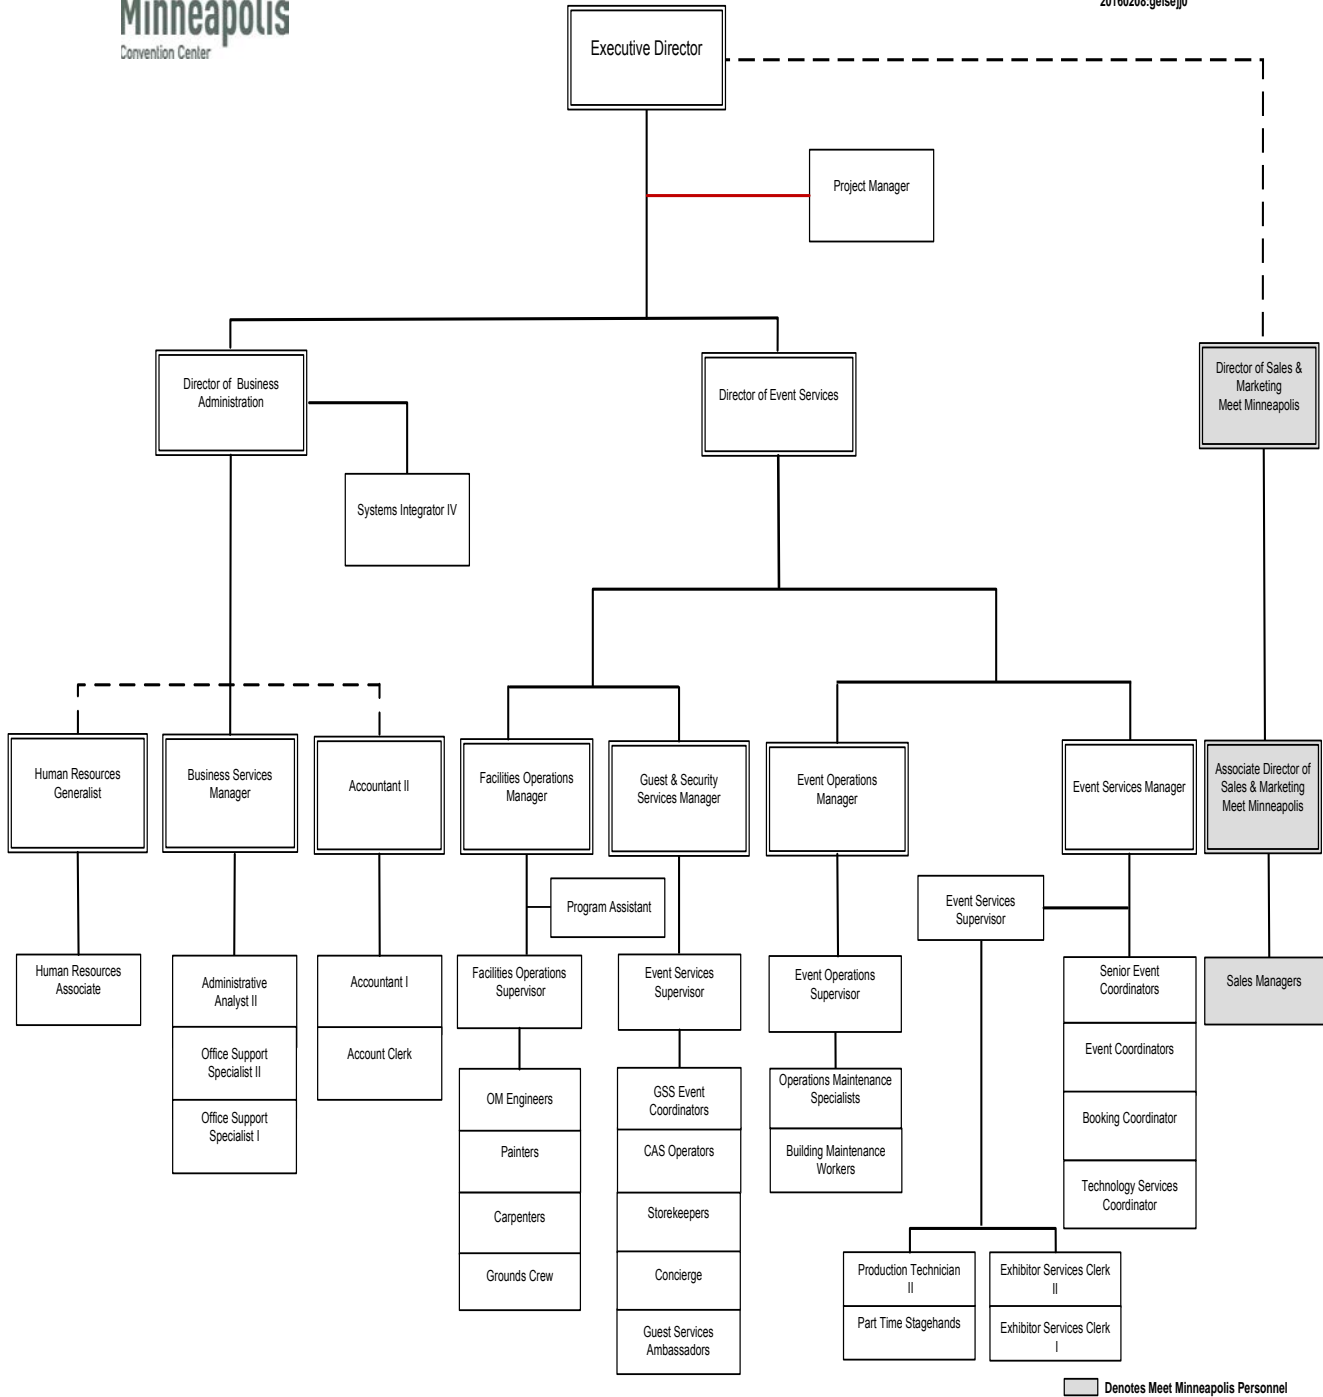 Minneapolis
Convention Center
Executive Director
Project Manager
Director of Business
Administration
Director of Event Services
Director of Sales &
Marketing
Meet Minneapolis
Systems Integrator IV
Human Resources
Generalist
Business Services
Manager
Accountant II
Facilities Operations
Manager
Guest & Security
Services Manager
Event Operations
Manager
Event Services Manager
Associate Director of
Sales & Marketing
Meet Minneapolis
Program Assistant
Event Services
Supervisor
Human Resources
Associate
Administrative
Analyst II
Office Support
Specialist II
Office Support
Specialist I
Accountant I
Account Clerk
Facilities Operations
Supervisor
OM Engineers
Painters
Carpenters
Grounds Crew
Event Services
Supervisor
GSS Event
Coordinators
CAS Operators
Storekeepers
Concierge
Guest Services
Ambassadors
Event Operations
Supervisor
Operations Maintenance
Specialists
Building Maintenance
Workers
Senior Event
Coordinators
Event Coordinators
Booking Coordinator
Technology Services
Coordinator
Sales Managers
Production Technician
II
Part Time Stagehands
Exhibitor Services Clerk
II
Exhibitor Services Clerk
I
Denotes Meet Minneapolis Personnel